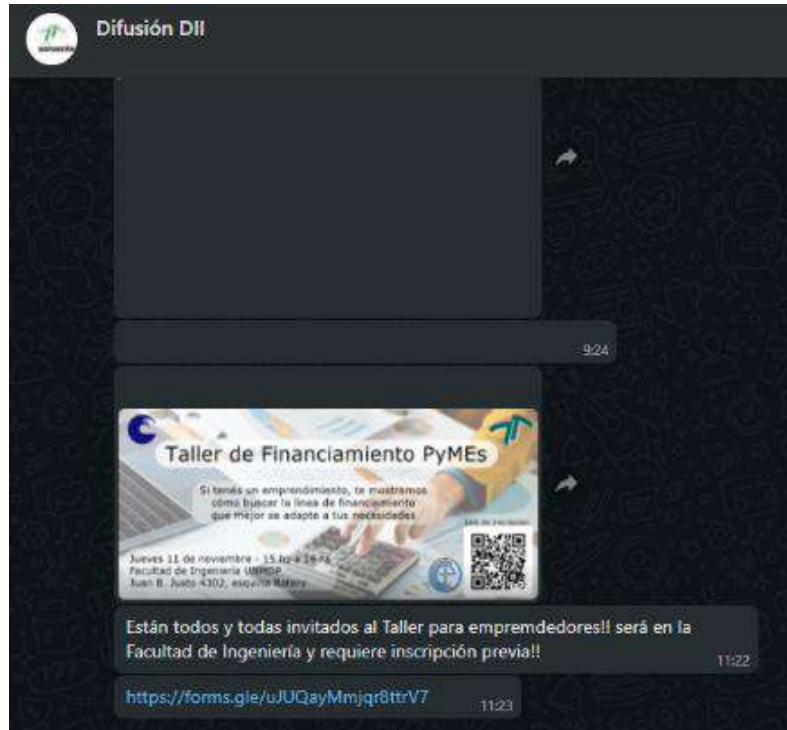 Difusión DII
9:24
Taller de Financiamiento PyMEs
Si tenés un emprendimiento, te mostramos
cómo buscar la línea de financiamiento
que mejor se adapte a tus necesidades
Link de inscripción
Jueves 11 de noviembre - 15 hs a 16 hs
Facultad de Ingeniería UNMDP
Juan B. Justo 4302, esquina
Están todos y todas invitados al Taller para empremdedores!! será en la
Facultad de Ingeniería y requiere inscripción previa!!
11:22
https://forms.gle/uJUQayMmjqr8ttrV7
11:23